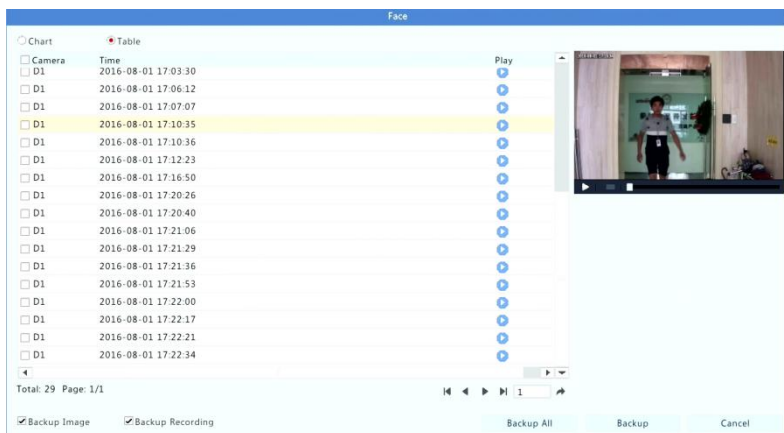 Face
Chart Table
Camera Time Play
D1 2016-08-01 17:03:30
D1 2016-08-01 17:06:12
D1 2016-08-01 17:07:07
D1 2016-08-01 17:10:35
D1 2016-08-01 17:10:36
D1 2016-08-01 17:12:23
D1 2016-08-01 17:16:50
D1 2016-08-01 17:20:26
D1 2016-08-01 17:20:40
D1 2016-08-01 17:21:06
D1 2016-08-01 17:21:29
D1 2016-08-01 17:21:36
D1 2016-08-01 17:21:53
D1 2016-08-01 17:22:00
D1 2016-08-01 17:22:17
D1 2016-08-01 17:22:21
D1 2016-08-01 17:22:34
Total: 29 Page: 1/1 1
Backup Image Backup Recording Backup All Backup Cancel